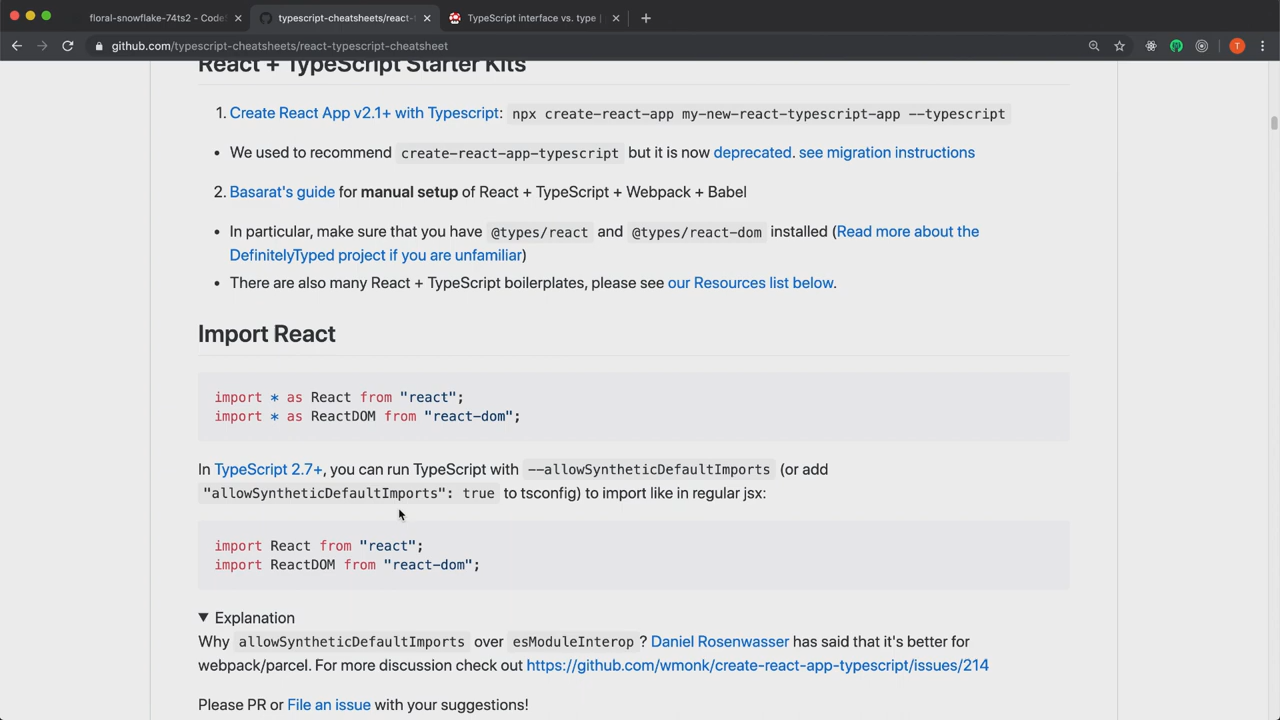 floral-snowflake-74ts2 - Code
typescript-cheatsheets/react-t
TypeScript interface vs. type |
github.com/typescript-cheatsheets/react-typescript-cheatsheet
T
React + TypeScript Starter Kits
1. Create React App v2.1+ with Typescript: npx create-react-app my-new-react-typescript-app --typescript
• We used to recommend create-react-app-typescript but it is now deprecated. see migration instructions
2. Basarat's guide for manual setup of React + TypeScript + Webpack + Babel
• In particular, make sure that you have @types/react and @types/react-dom installed (Read more about the
DefinitelyTyped project if you are unfamiliar)
• There are also many React + TypeScript boilerplates, please see our Resources list below.
Import React
import * as React from "react";
import * as ReactDOM from "react-dom";
In TypeScript 2.7+, you can run TypeScript with --allowSyntheticDefaultImports (or add
"allowSyntheticDefaultImports": true to tsconfig) to import like in regular jsx:
import React from "react";
import ReactDOM from "react-dom";
▼ Explanation
Why allowSyntheticDefaultImports over esModuleInterop ? Daniel Rosenwasser has said that it's better for
webpack/parcel. For more discussion check out https://github.com/wmonk/create-react-app-typescript/issues/214
Please PR or File an issue with your suggestions!